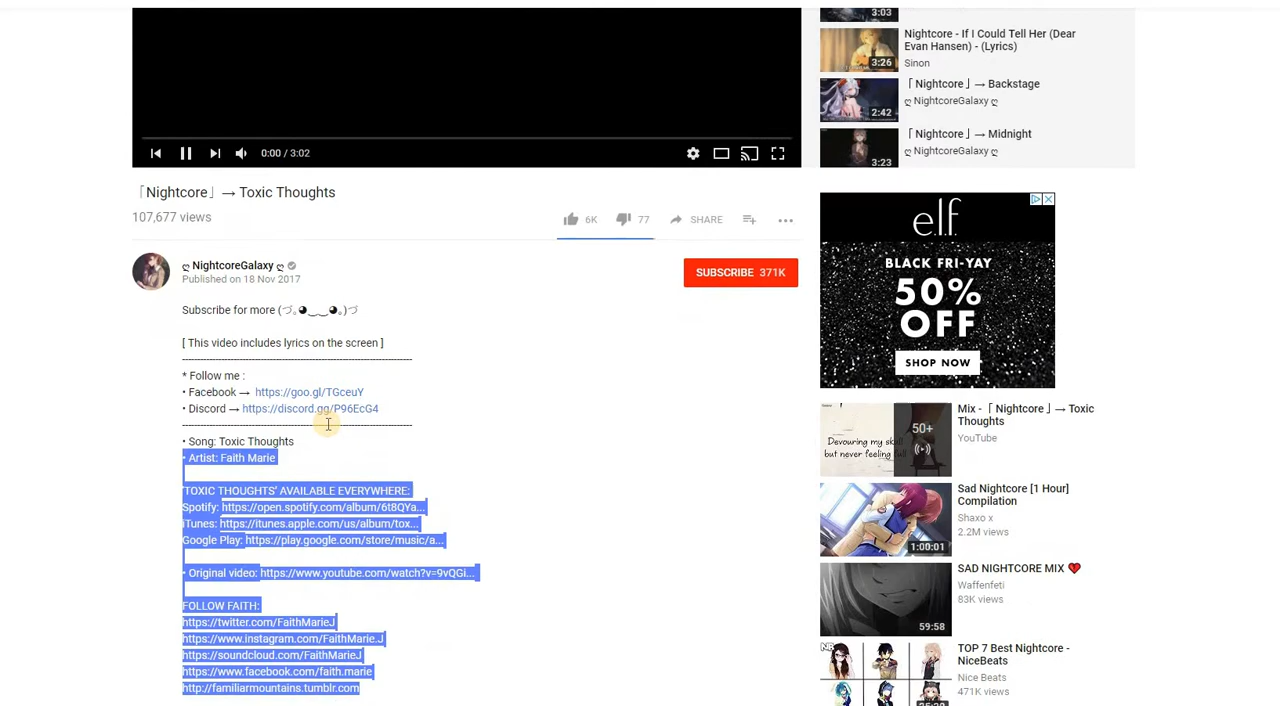 0:00 / 3:02
「Nightcore」→ Toxic Thoughts
107,677 views
6K
77
SHARE
ღ NightcoreGalaxy ღ
Published on 18 Nov 2017
SUBSCRIBE 371K
Subscribe for more (づ｡◕‿‿◕｡)づ
[ This video includes lyrics on the screen ]
------------------------------------------------------------
* Follow me :
• Facebook → https://goo.gl/TGceuY
• Discord → https://discord.gg/P96EcG4
------------------------------------------------------------
• Song: Toxic Thoughts
• Artist: Faith Marie
'TOXIC THOUGHTS' AVAILABLE EVERYWHERE:
Spotify: https://open.spotify.com/album/6t8QYa...
iTunes: https://itunes.apple.com/us/album/tox...
Google Play: https://play.google.com/store/music/a...
• Original video: https://www.youtube.com/watch?v=9vQGi...
FOLLOW FAITH:
https://twitter.com/FaithMarieJ
https://www.instagram.com/FaithMarie.J
https://soundcloud.com/FaithMarieJ
https://www.facebook.com/faith.marie
http://familiarmountains.tumblr.com
3:03
Nightcore - If I Could Tell Her (Dear
Evan Hansen) - (Lyrics)
Sinon
3:26
「Nightcore」→ Backstage
ღ NightcoreGalaxy ღ
2:42
「Nightcore」→ Midnight
ღ NightcoreGalaxy ღ
3:23
e.l.f.
BLACK FRI-YAY
50%
OFF
SHOP NOW
Devouring my skull
but never feeling full
50+
Mix - 「Nightcore」→ Toxic
Thoughts
YouTube
Sad Nightcore [1 Hour]
Compilation
Shaxo x
2.2M views
1:00:01
SAD NIGHTCORE MIX ❤
Waffenfeti
83K views
59:58
NB
TOP 7 Best Nightcore -
NiceBeats
Nice Beats
471K views